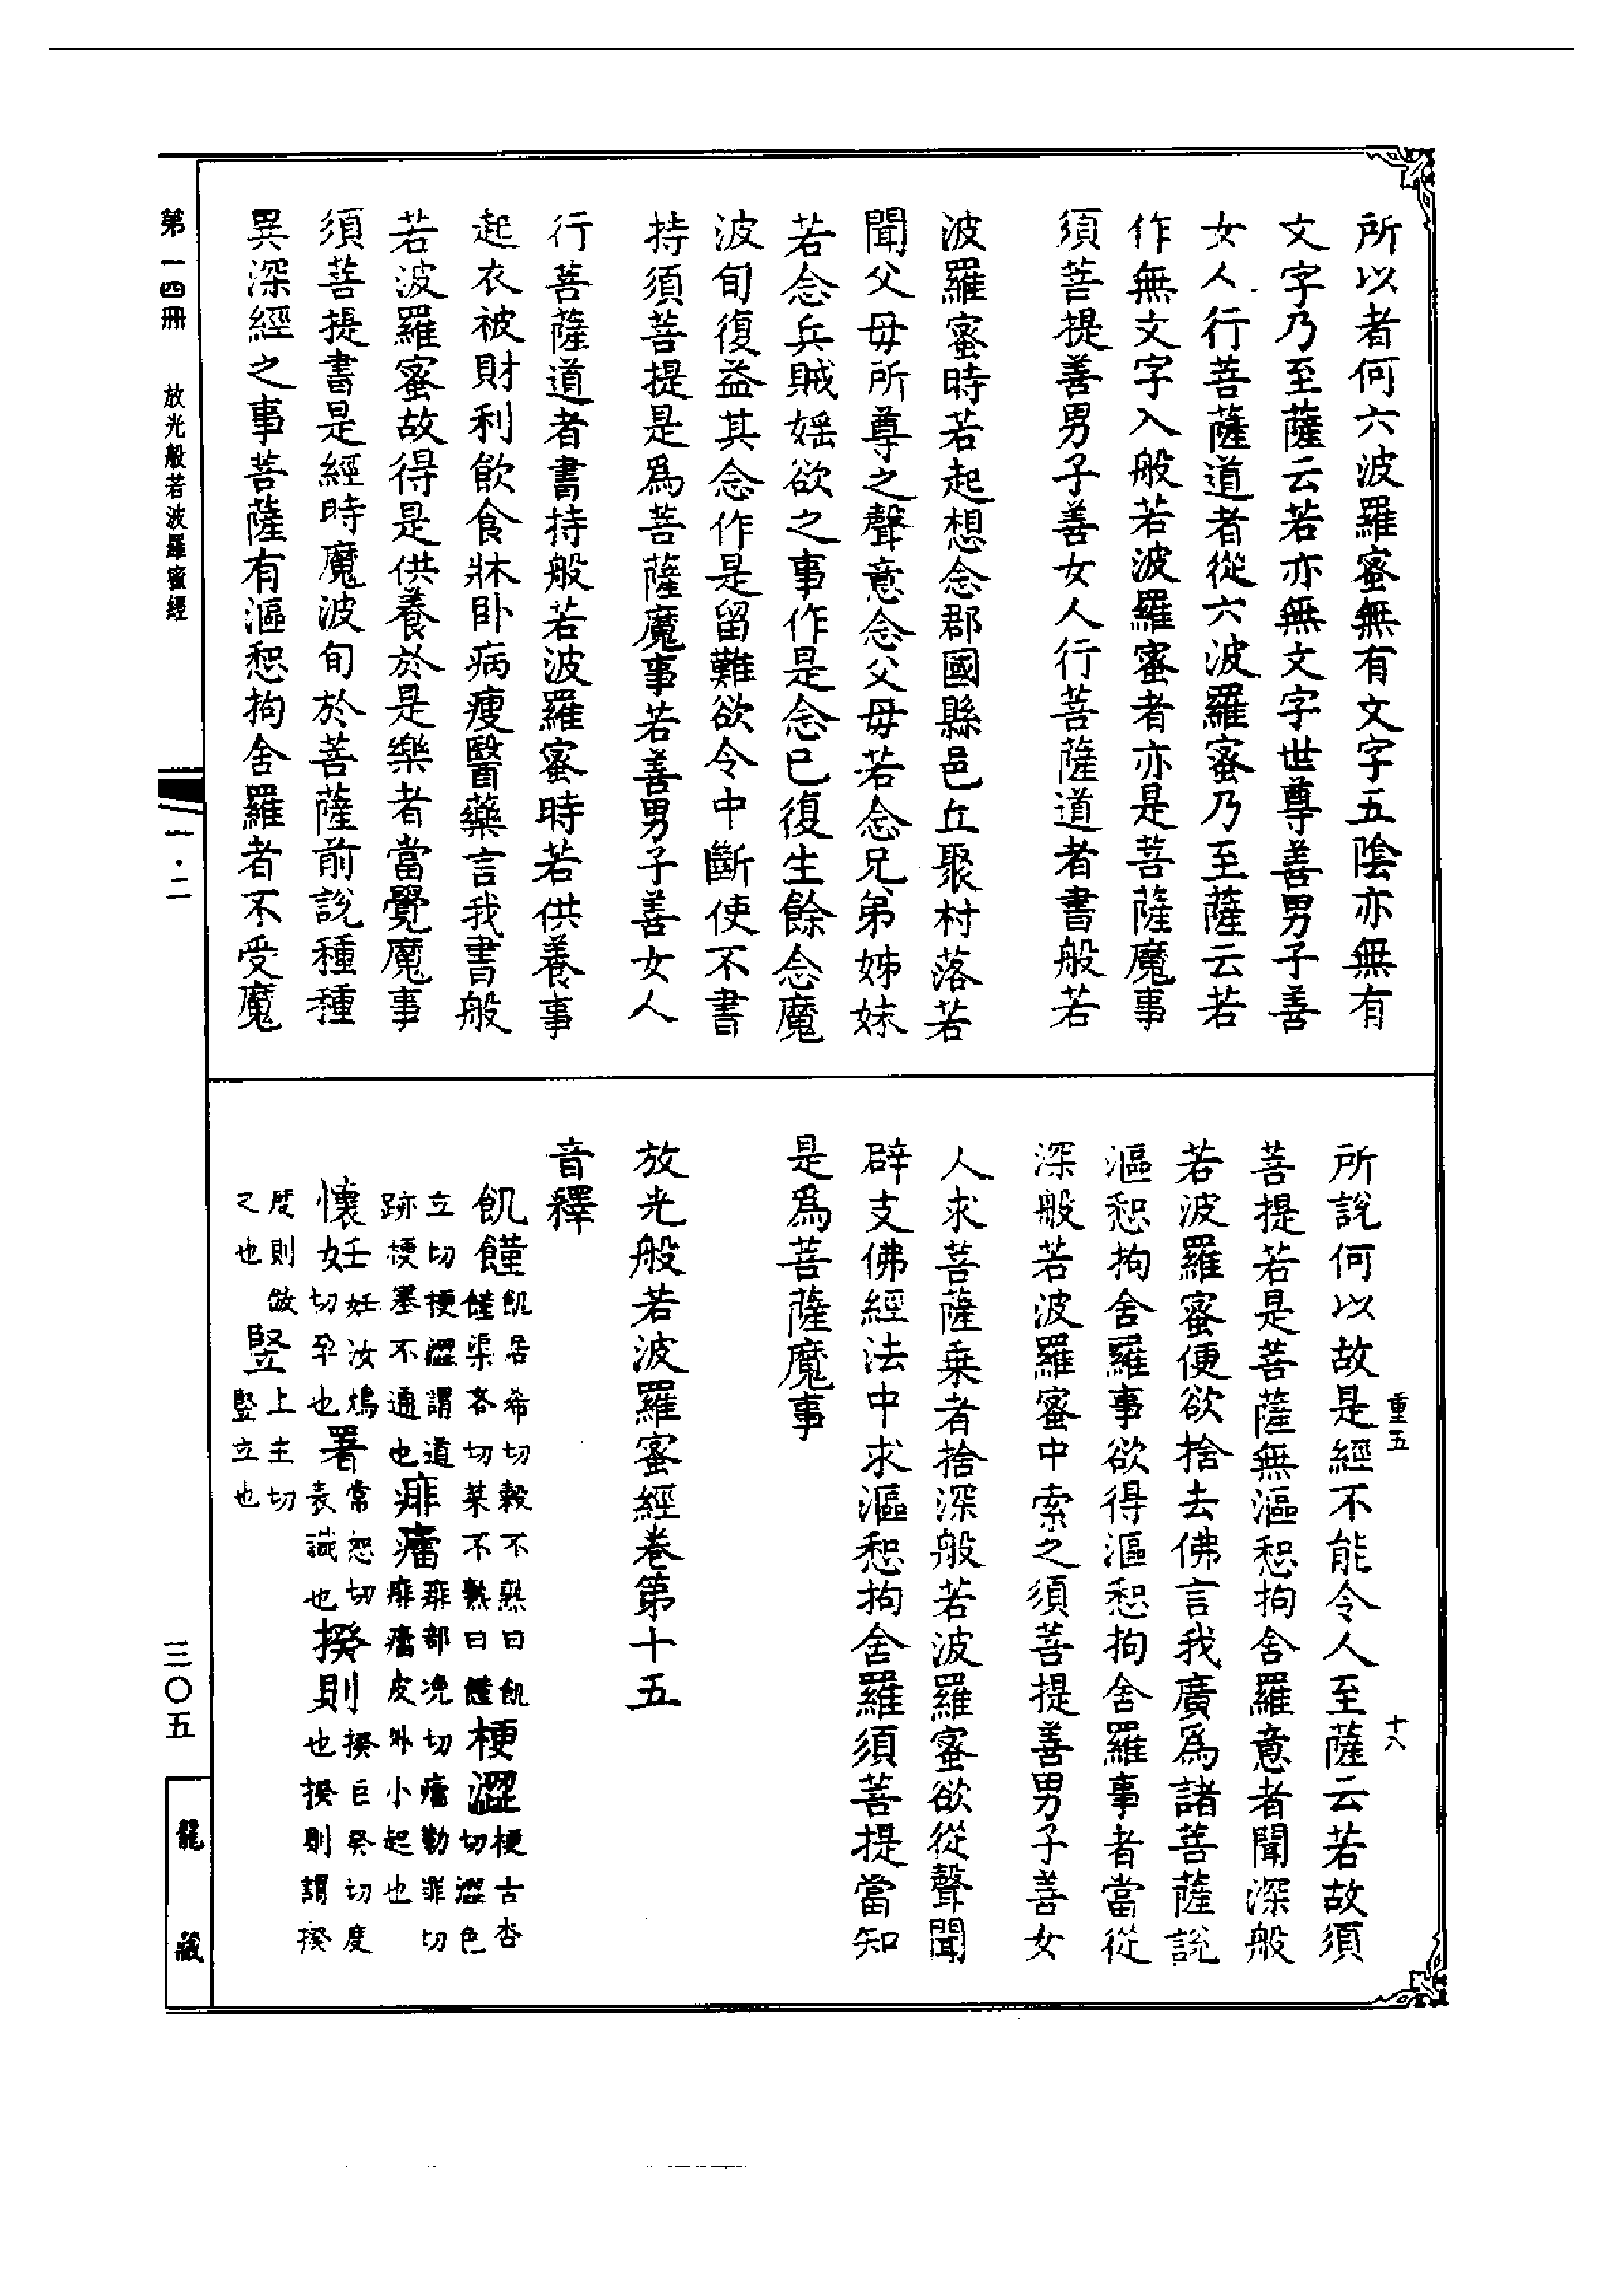 所以者何六波羅蜜無有文字五陰亦無有
文字乃至薩云若亦無文字世尊善男子善
女人行菩薩道者從六波羅蜜乃至薩云若
作無文字入般若波羅蜜者亦是菩薩魔事
須菩提善男子善女人行菩薩道者書般若
波羅蜜時若起想念郡國縣邑丘聚村落若
聞父母所尊之聲意念父母若念兄弟姊妹
若念兵賊婬欲之事作是念已復生餘念魔
波旬復益其念作是留難欲令中斷使不書
持須菩提是爲菩薩魔事若善男子善女人
行菩薩道者書持般若波羅蜜時若供養事
起衣被財利飲食牀卧病瘦醫藥言我書般
若波羅蜜故得是供養於是樂者當覺魔事
須菩提書是經時魔波旬於菩薩前說種種
異深經之事菩薩有漚惒拘舍羅者不受魔
所說何以故是經不能令人至薩云若故須
菩提若是菩薩無漚惒拘舍羅意者聞深般
若波羅蜜便欲捨去佛言我廣爲諸菩薩說
漚惒拘舍羅事欲得漚惒拘舍羅事者當從
深般若波羅蜜中索之須菩提善男子善女
人求菩薩乗者捨深般若波羅蜜欲從聲聞
辟支佛經法中求漚惒拘舍羅須菩提當知
是爲菩薩魔事
放光般若波羅蜜經卷第十五
音釋
飢饉飢居希切穀不熟曰飢饉渠吝切菜不熟曰饉梗澀梗古杏切澀色
立切梗澀謂道跡梗塞不通也痱癗痱部浼切癗勒罪切痱癗皮外小起也
懷妊妊汝鴆切孕也署常恕切表識也揆則揆巨癸切度也揆則謂揆
度則傚之也竪上主切竪立也
重五
十八
第一四冊 放光般若波羅蜜經
一·二
三〇五
龍藏